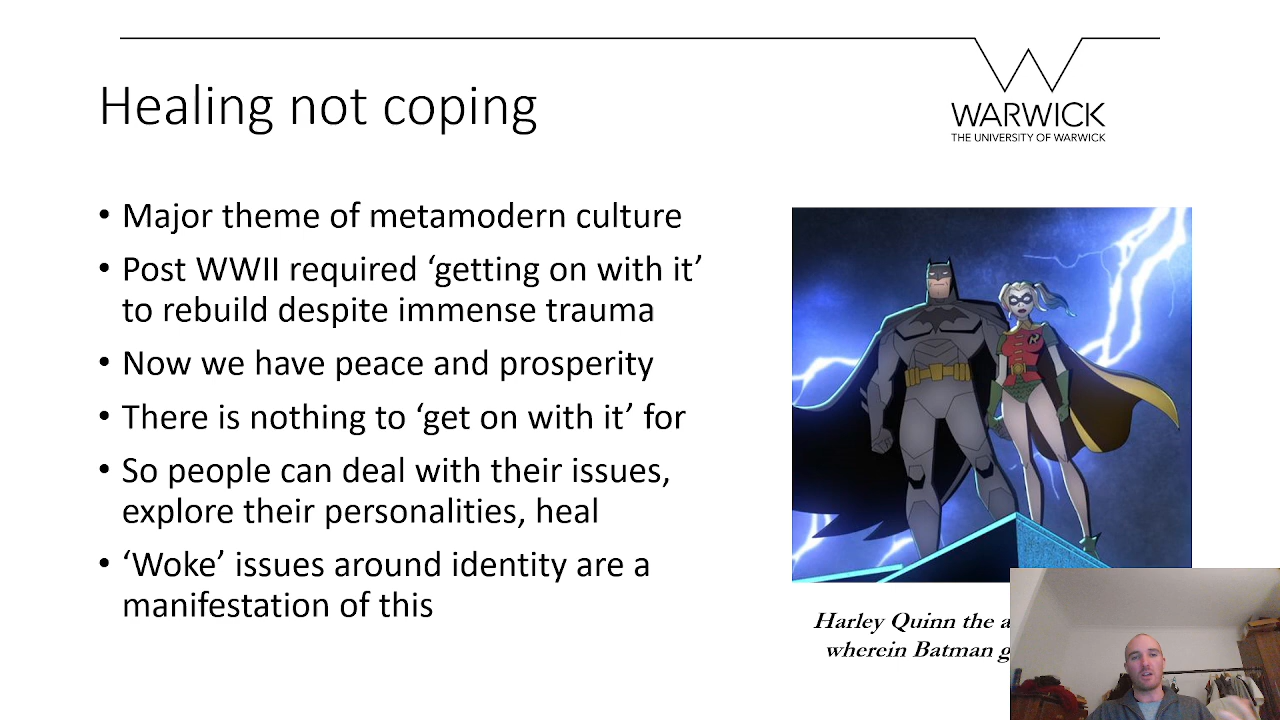 Healing not coping
WARWICK
THE UNIVERSITY OF WARWICK
• Major theme of metamodern culture
• Post WWII required ‘getting on with it’
to rebuild despite immense trauma
• Now we have peace and prosperity
• There is nothing to ‘get on with it’ for
• So people can deal with their issues,
explore their personalities, heal
• ‘Woke’ issues around identity are a
manifestation of this
Harley Quinn the
wherein Batman